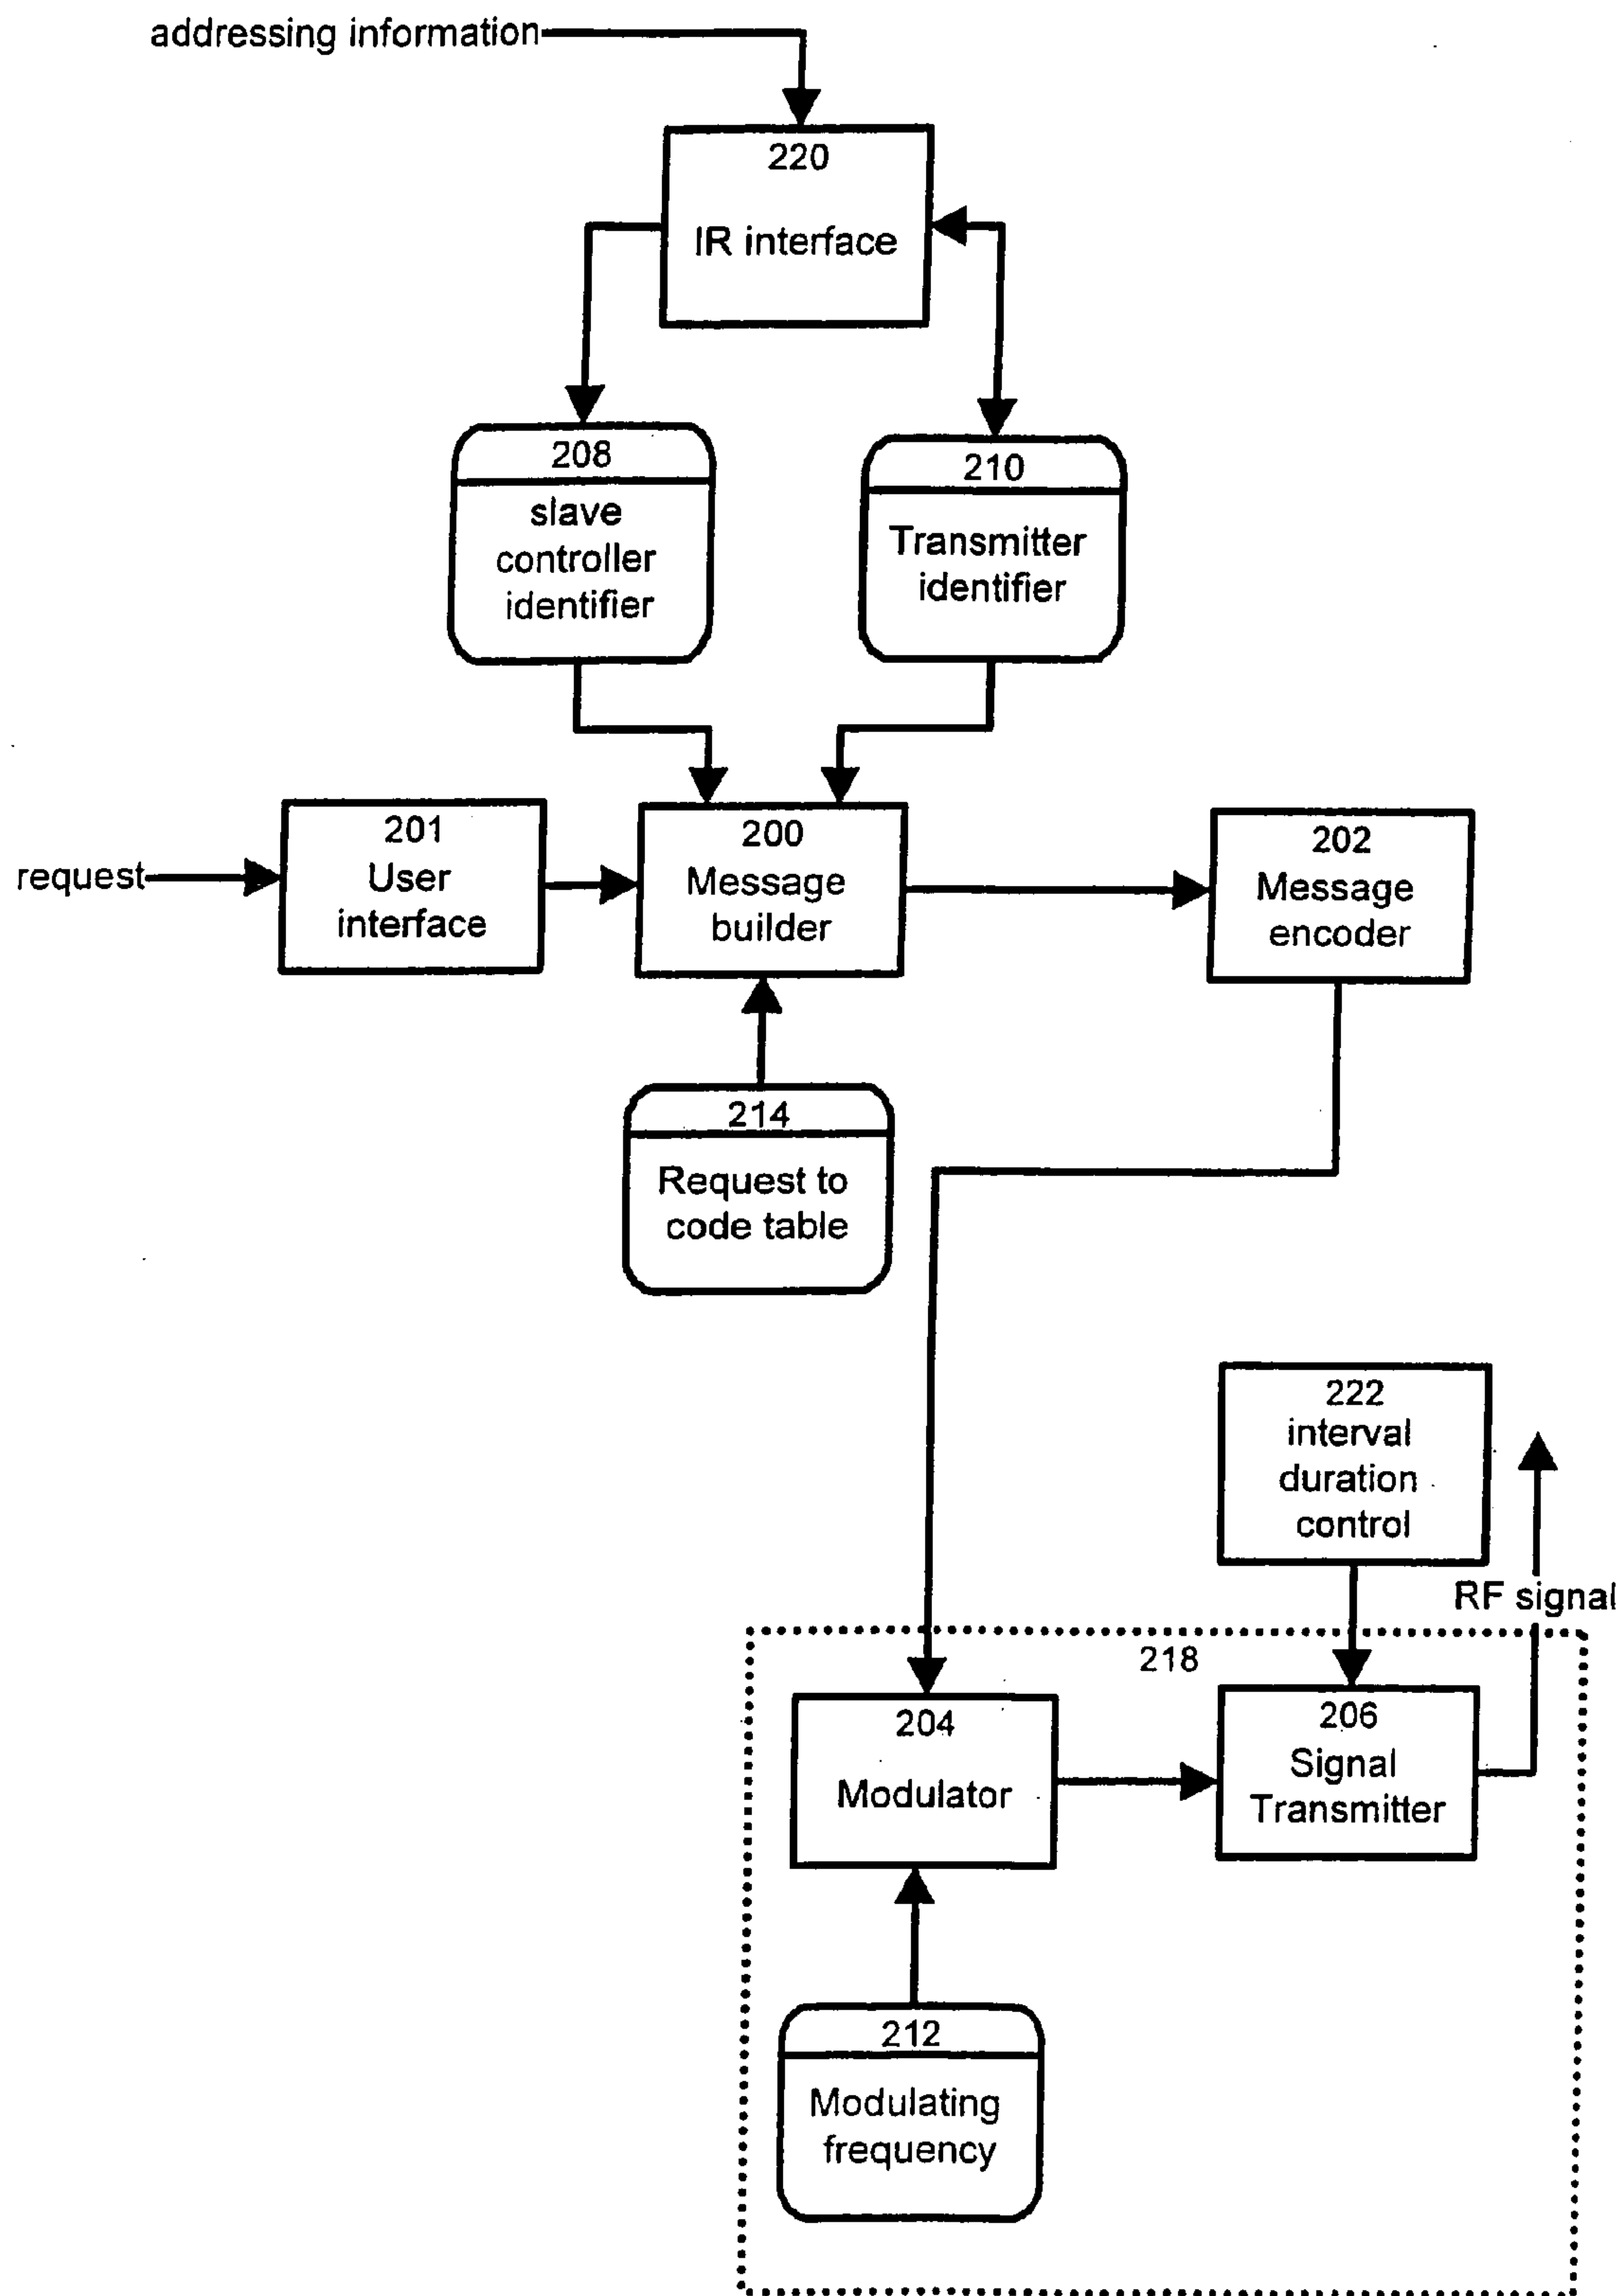 addressing information
220
IR interface
208
slave
controller
identifier
210
Transmitter
identifier
request
201
User
interface
200
Message
builder
202
Message
encoder
214
Request to
code table
222
interval
duration
control
RF signal
218
204
Modulator
206
Signal
Transmitter
212
Modulating
frequency